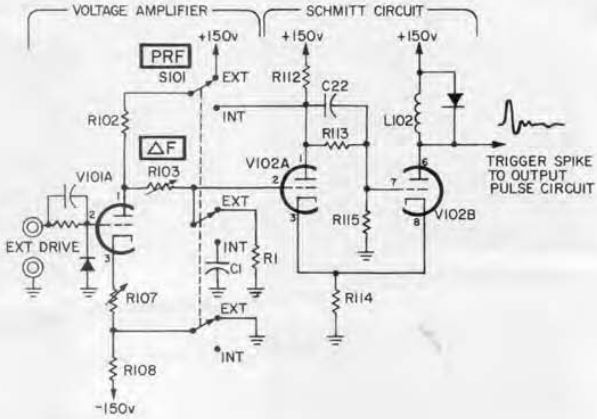 VOLTAGE AMPLIFIER
SCHMITT CIRCUIT
+150v
+150v
+150v
PRF
S101
EXT
INT
R112
C22
R102
R113
L102
ΔF
R103
V101A
1
2
3
V102A
1
2
3
6
7
8
V102B
TRIGGER SPIKE
TO OUTPUT
PULSE CIRCUIT
EXT DRIVE
EXT
INT
C1
R1
R115
R107
EXT
INT
R114
R108
-150v